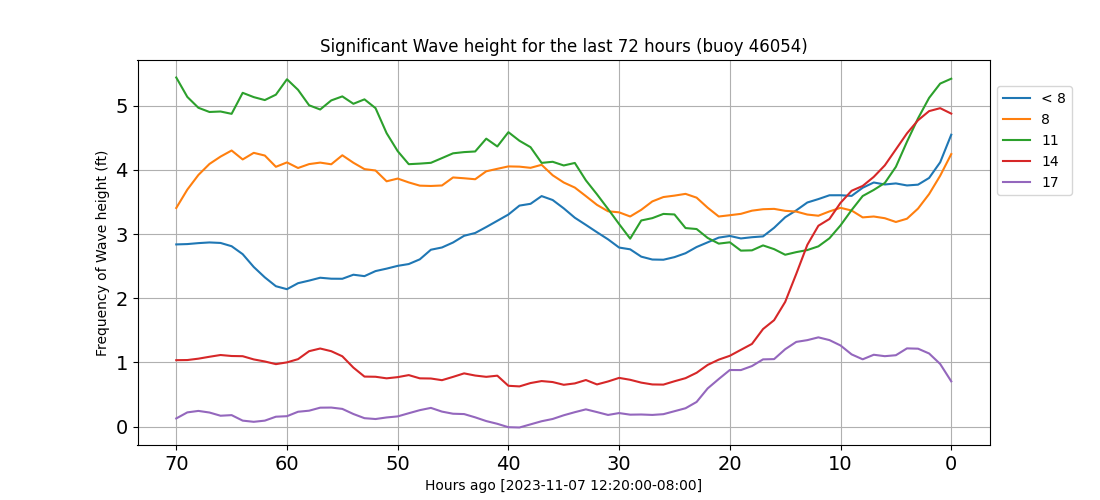 Significant Wave height for the last 72 hours (buoy 46054)
Frequency of Wave height (ft)
5
4
3
2
1
0
70 60 50 40 30 20 10 0
Hours ago [2023-11-07 12:20:00-08:00]
< 8
8
11
14
17